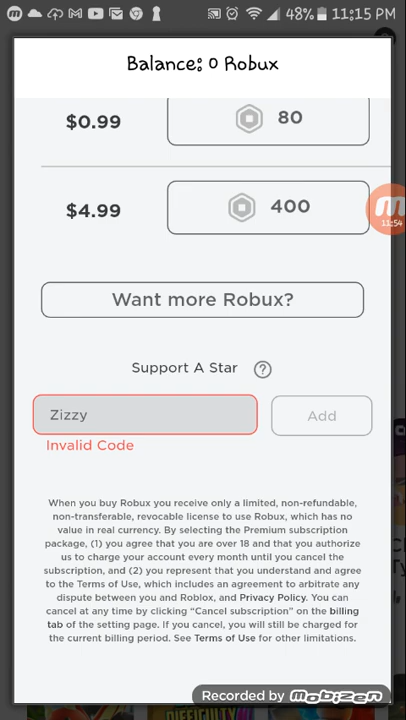 48% 11:15 PM
Balance: 0 Robux
$0.99 80
$4.99 400
11:54
Want more Robux?
Support A Star ?
Zizzy Add
Invalid Code
When you buy Robux you receive only a limited, non-refundable,
non-transferable, revocable license to use Robux, which has no
value in real currency. By selecting the Premium subscription
package, (1) you agree that you are over 18 and that you authorize
us to charge your account every month until you cancel the
subscription, and (2) you represent that you understand and agree
to the Terms of Use, which includes an agreement to arbitrate any
dispute between you and Roblox, and Privacy Policy. You can
cancel at any time by clicking "Cancel subscription" on the billing
tab of the setting page. If you cancel, you will still be charged for
the current billing period. See Terms of Use for other limitations.
Recorded by Mobizen
DIFFICULTY